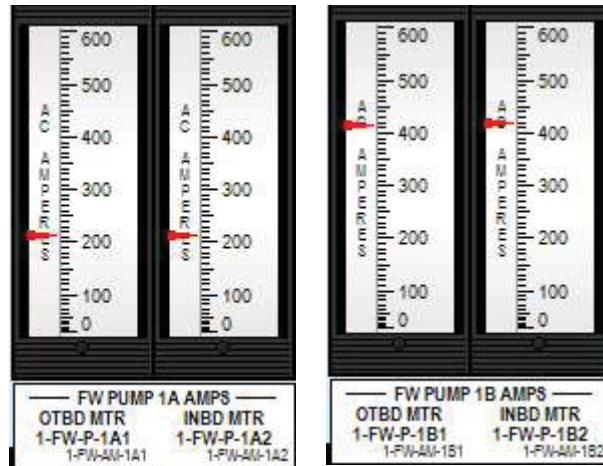 600 600
500 500
400 400
300 300
200 200
100 100
0 0
AC AMPERES AC AMPERES
FW PUMP 1A AMPS
OTBD MTR INBD MTR
1-FW-P-1A1 1-FW-P-1A2
1-FW-AM-1A1 1-FW-AM-1A2
600 600
500 500
400 400
300 300
200 200
100 100
0 0
AC AMPERES AC AMPERES
FW PUMP 1B AMPS
OTBD MTR INBD MTR
1-FW-P-1B1 1-FW-P-1B2
1-FW-AM-1B1 1-FW-AM-1B2